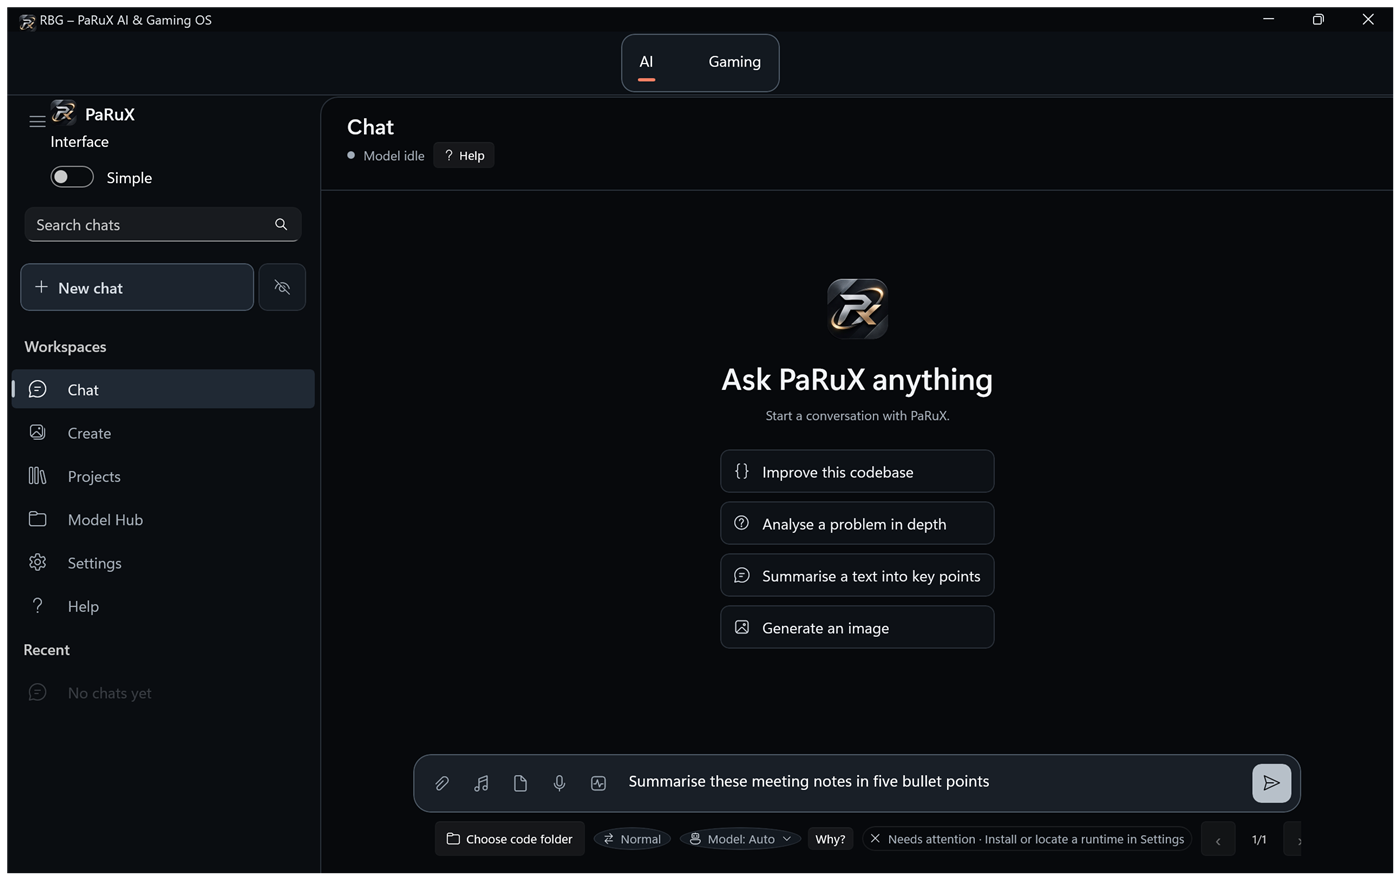 RBG – PaRuX AI & Gaming OS
AI
Gaming
PaRuX
Interface
Simple
Search chats
New chat
Workspaces
Chat
Create
Projects
Model Hub
Settings
? Help
Recent
No chats yet
Chat
Model idle
? Help
Ask PaRuX anything
Start a conversation with PaRuX.
{} Improve this codebase
Analyse a problem in depth
Summarise a text into key points
Generate an image
Summarise these meeting notes in five bullet points
Choose code folder
Normal
Model: Auto
Why?
Needs attention · Install or locate a runtime in Settings
1/1